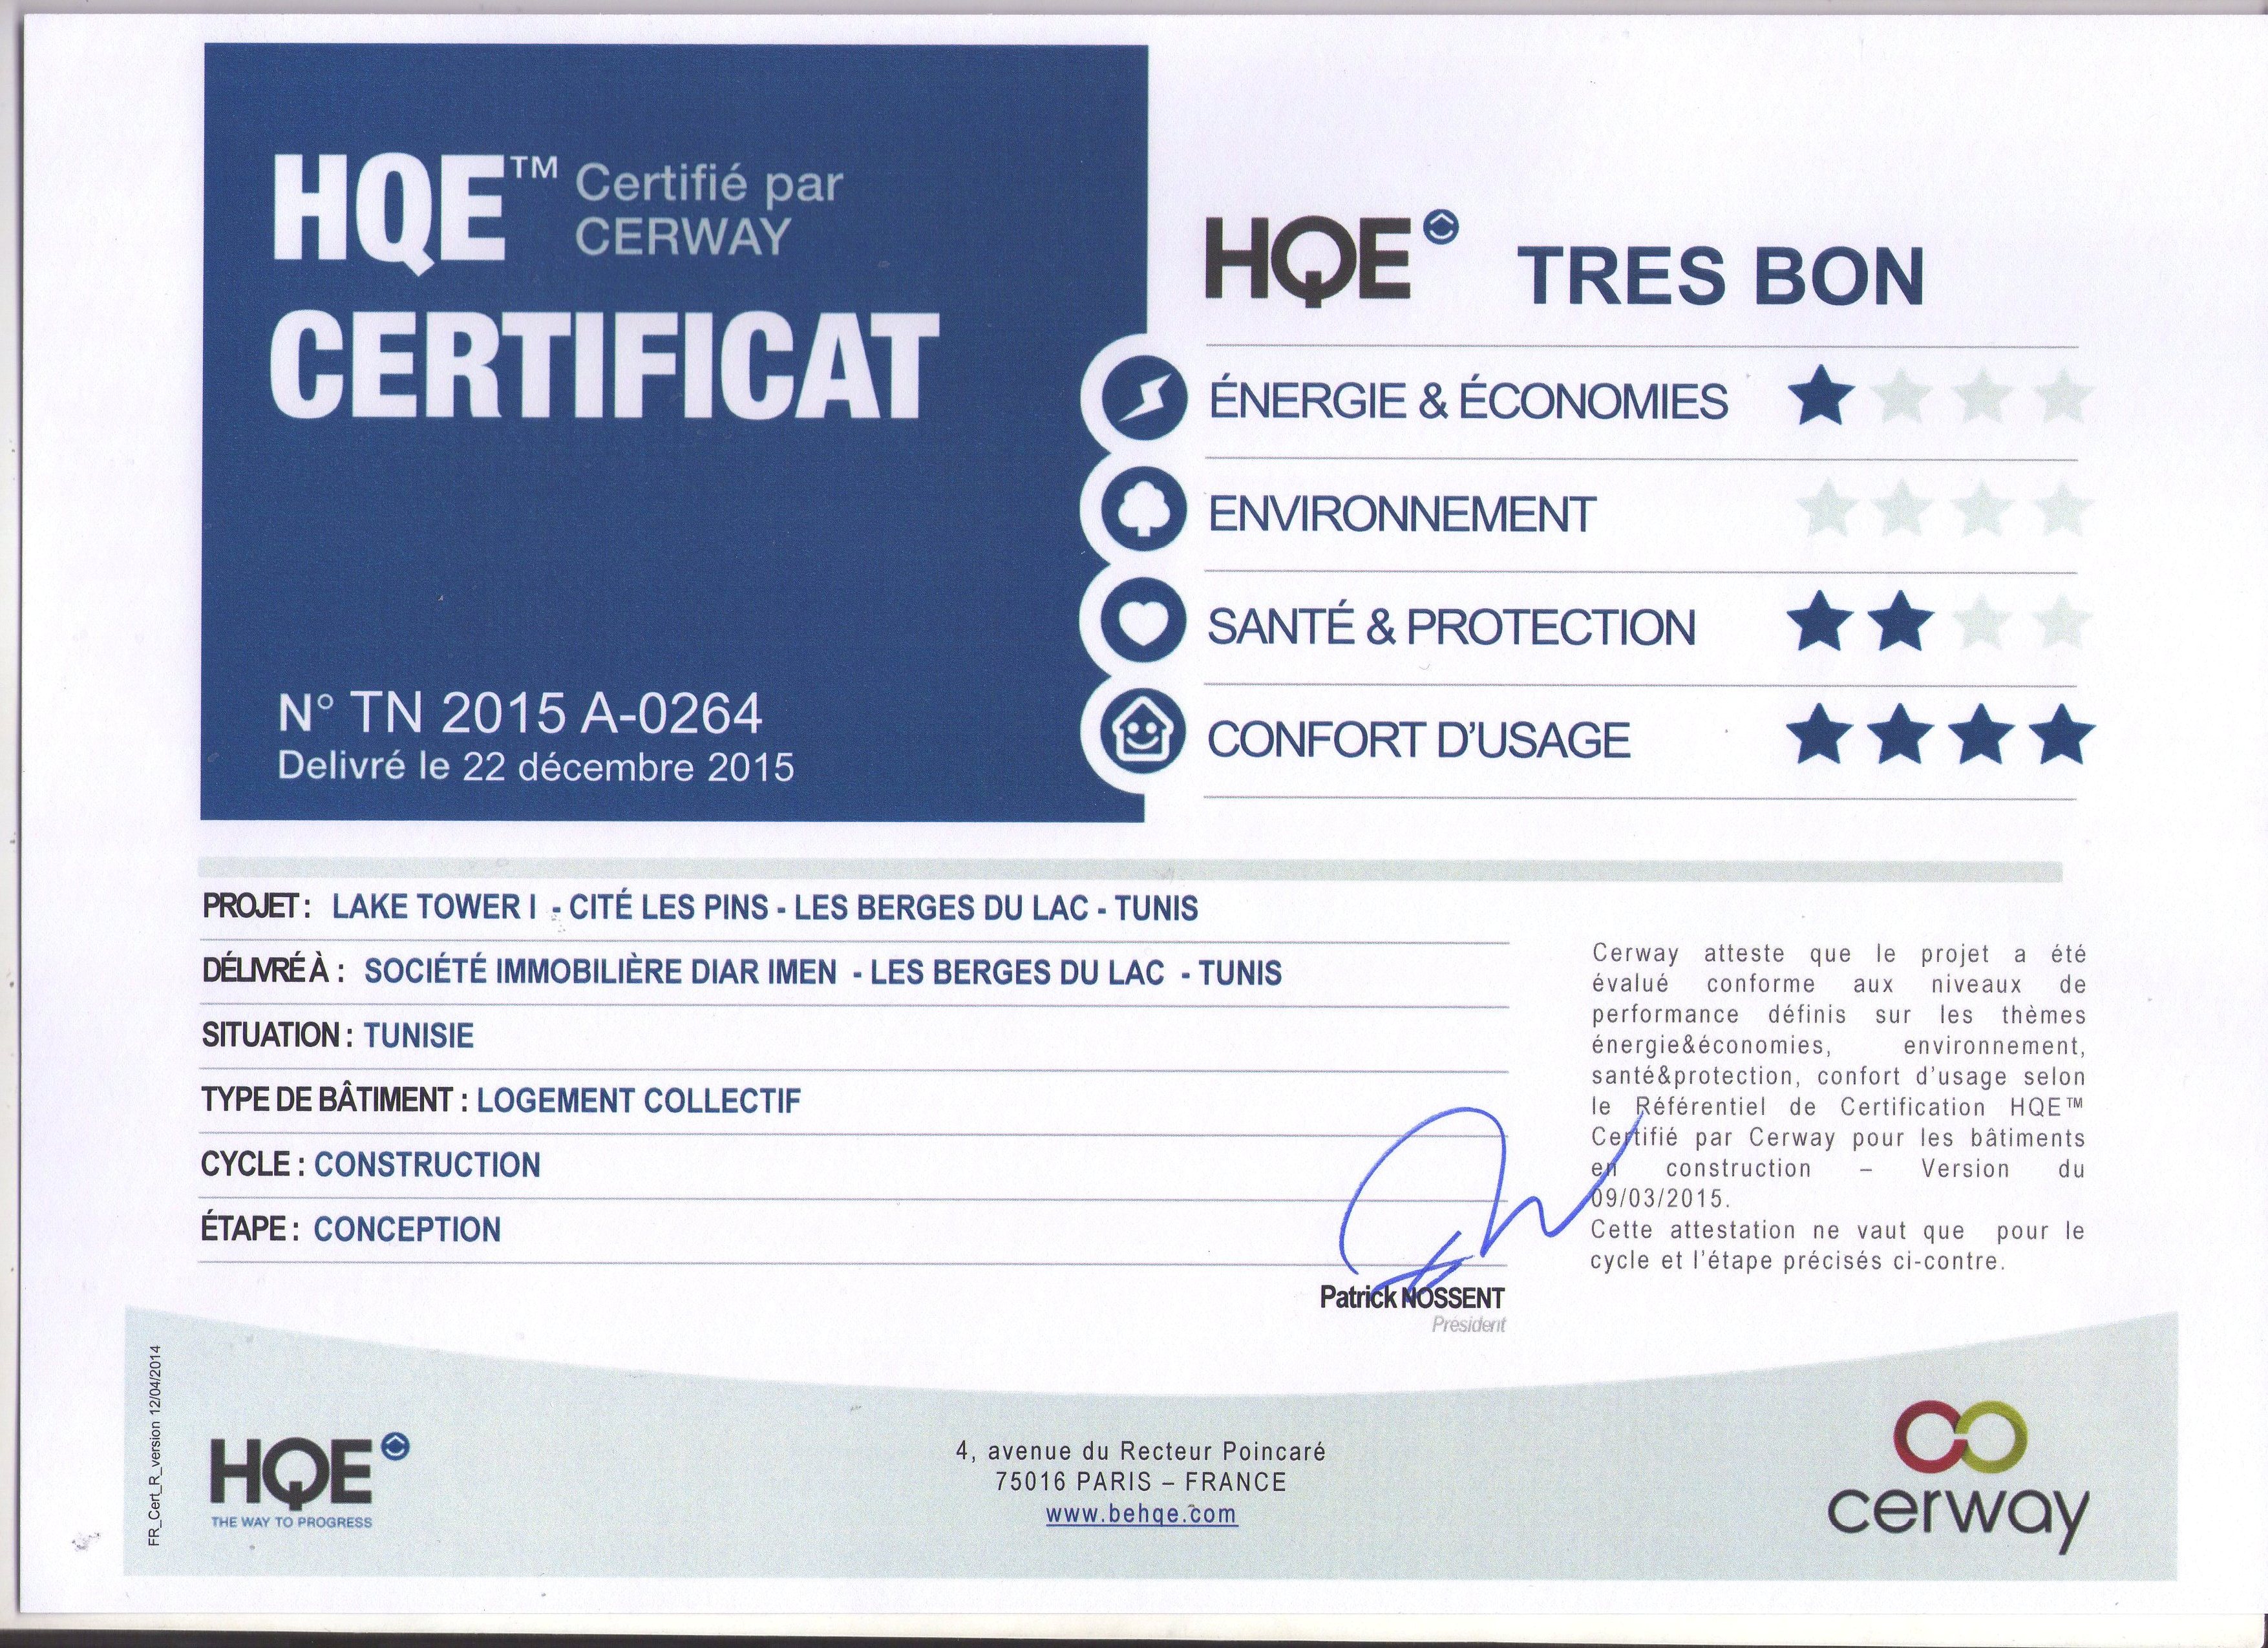 HQE™ Certifié par
CERWAY
CERTIFICAT
N° TN 2015 A-0264
Delivré le 22 décembre 2015
HQE TRES BON
ÉNERGIE & ÉCONOMIES
ENVIRONNEMENT
SANTÉ & PROTECTION
CONFORT D'USAGE
PROJET : LAKE TOWER I - CITÉ LES PINS - LES BERGES DU LAC - TUNIS
DÉLIVRÉ À : SOCIÉTÉ IMMOBILIÈRE DIAR IMEN - LES BERGES DU LAC - TUNIS
SITUATION : TUNISIE
TYPE DE BÂTIMENT : LOGEMENT COLLECTIF
CYCLE : CONSTRUCTION
ÉTAPE : CONCEPTION
Cerway atteste que le projet a été
évalué conforme aux niveaux de
performance définis sur les thèmes
énergie&économies, environnement,
santé&protection, confort d'usage selon
le Référentiel de Certification HQE™
Certifié par Cerway pour les bâtiments
en construction – Version du
09/03/2015.
Cette attestation ne vaut que pour le
cycle et l'étape précisés ci-contre.
Patrick NOSSENT
Président
FR_Cert_R_version 12/04/2014
HQE
THE WAY TO PROGRESS
4, avenue du Recteur Poincaré
75016 PARIS – FRANCE
www.behqe.com
cerway